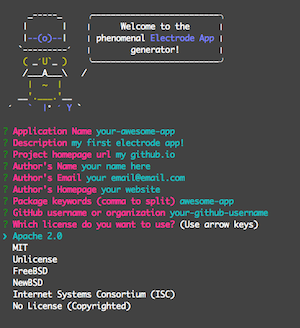 Welcome to the
phenomenal Electrode App
generator!
? Application Name your-awesome-app
? Description my first electrode app!
? Project homepage url my github.io
? Author's Name your name here
? Author's Email your email@email.com
? Author's Homepage your website
? Package keywords (comma to split) awesome-app
? GitHub username or organization your-github-username
? Which license do you want to use? (Use arrow keys)
❯ Apache 2.0
MIT
Unlicense
FreeBSD
NewBSD
Internet Systems Consortium (ISC)
No License (Copyrighted)